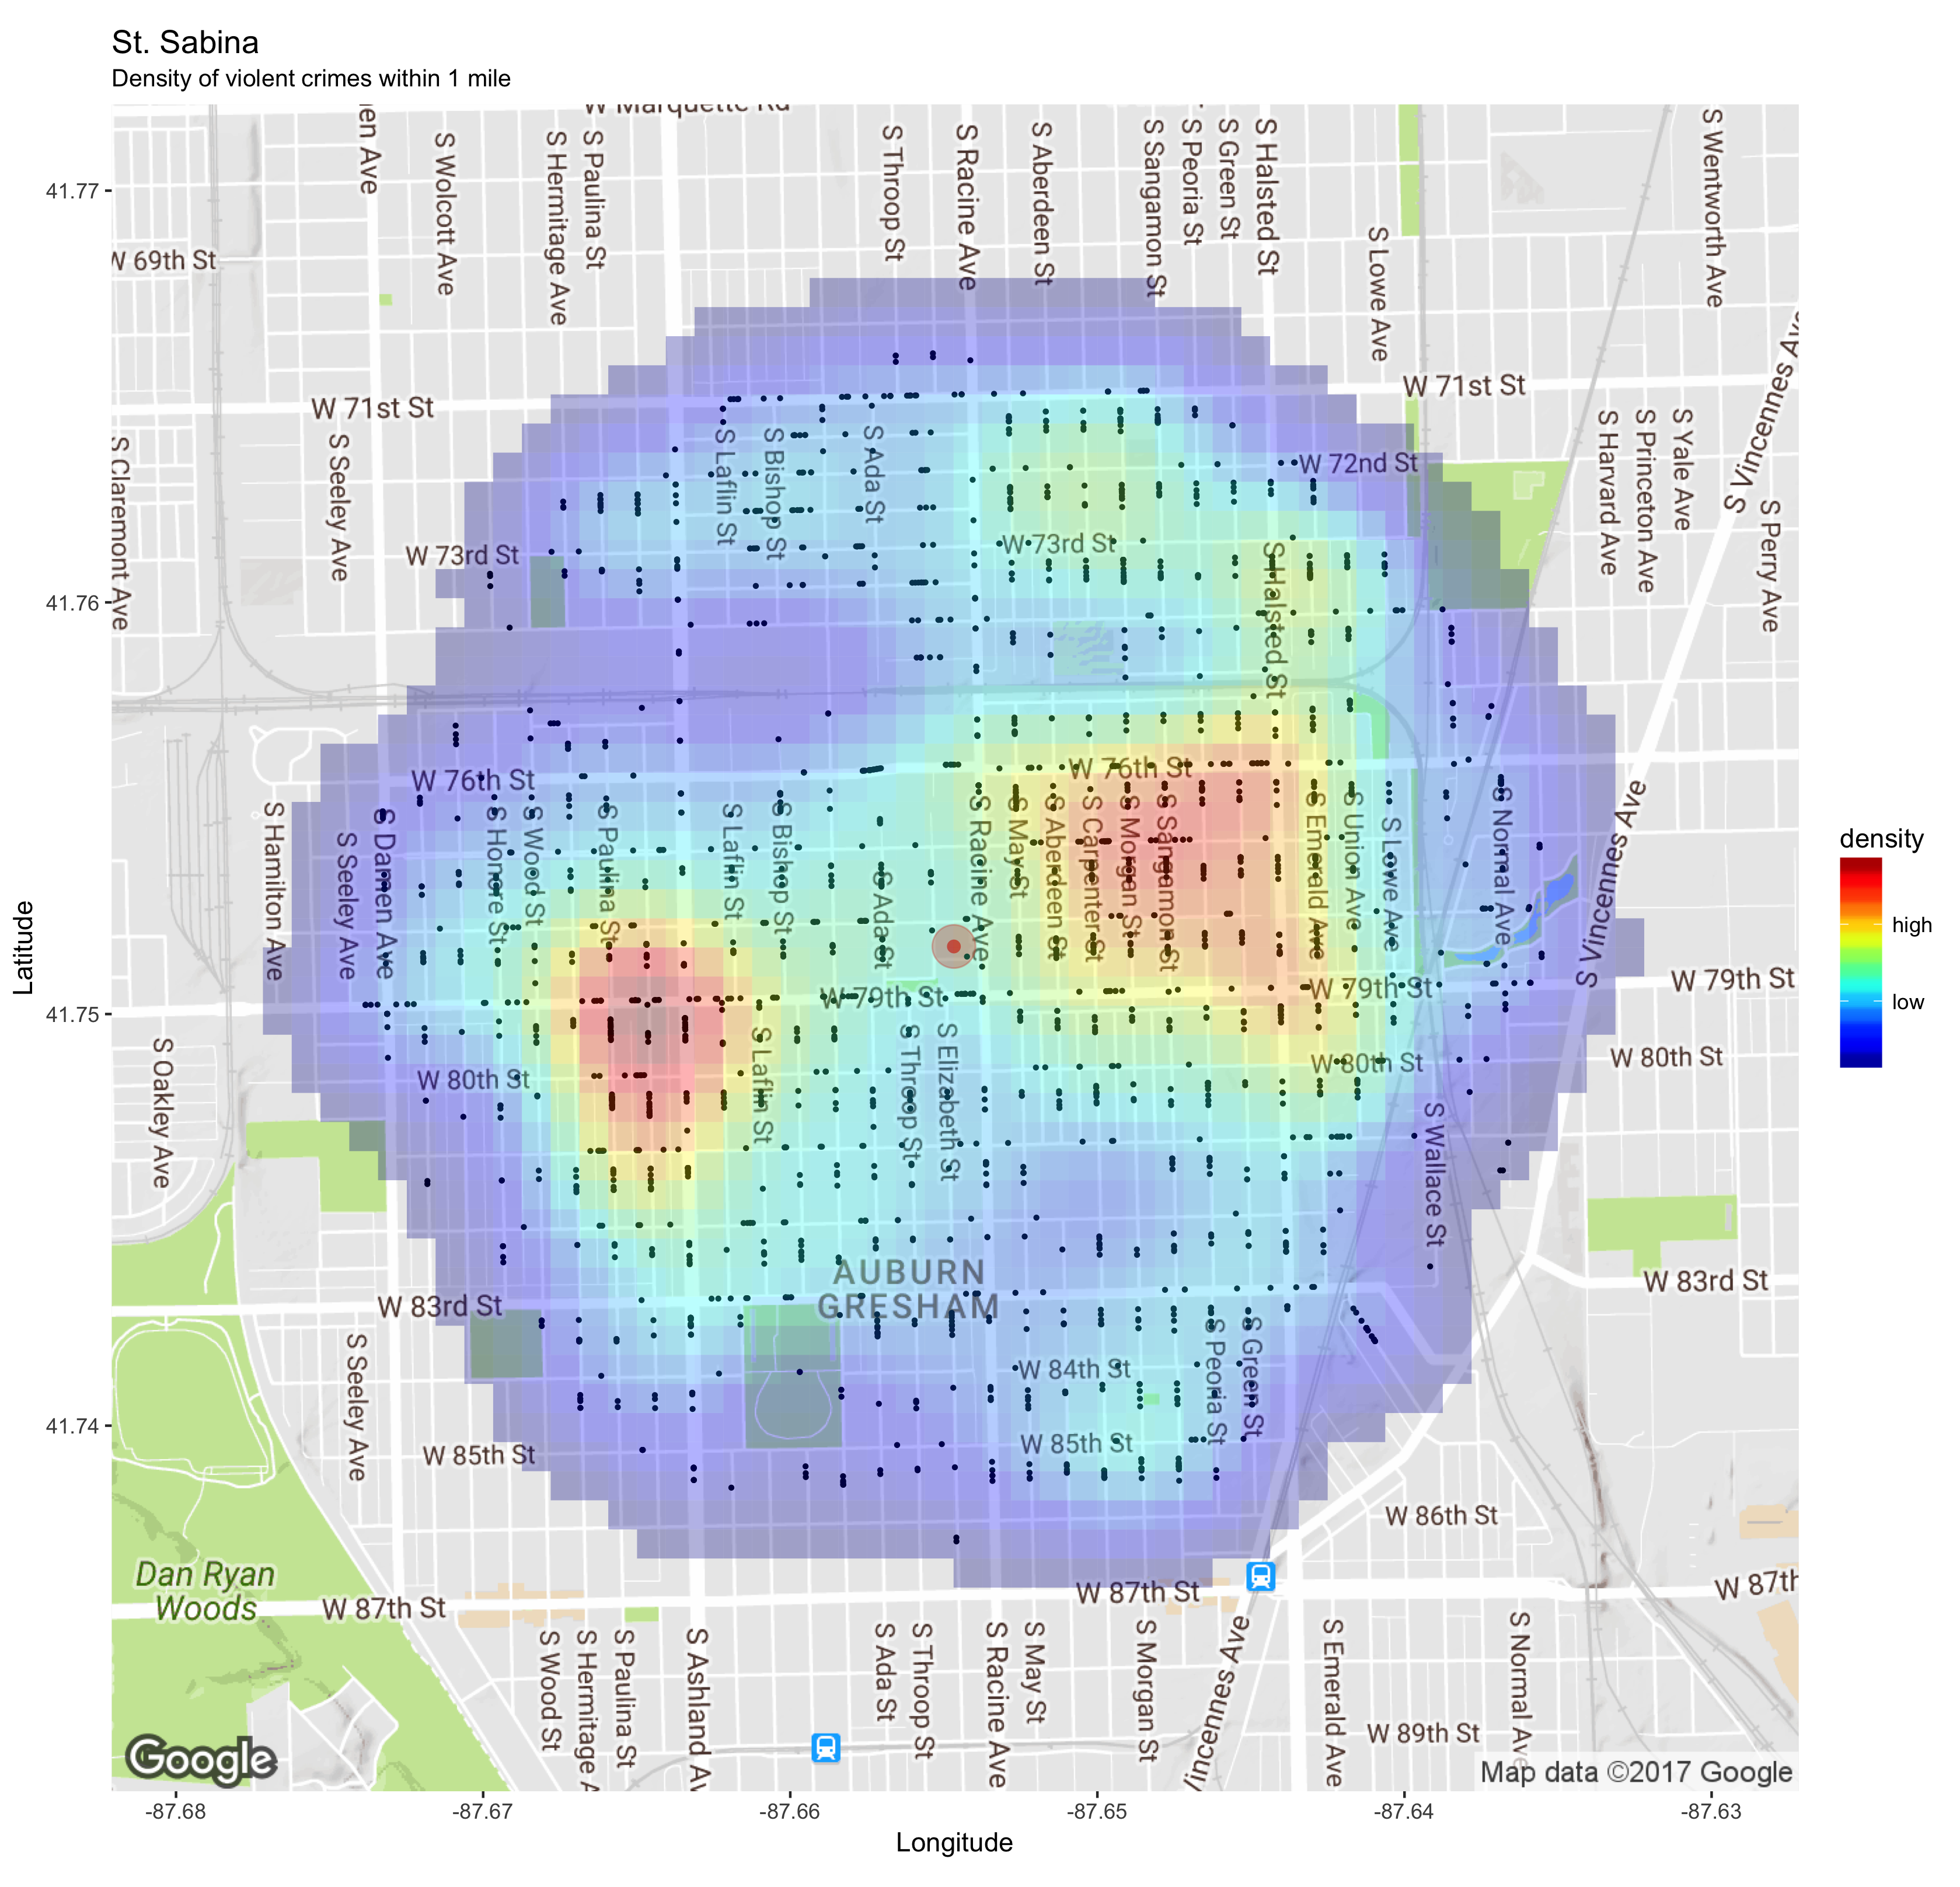 St. Sabina
Density of violent crimes within 1 mile
W Marquette Rd
en Ave
S Wolcott Ave
S Hermitage Ave
S Paulina St
S Throop St
S Racine Ave
S Aberdeen St
S Sangamon St
S Peoria St
S Green St
S Halsted St
S Lowe Ave
S Wentworth Ave
41.77
W 69th St
W 71st St
W 71st St
S Claremont Ave
S Seeley Ave
S Laflin St
S Bishop St
S Ada St
W 72nd St
S Harvard Ave
S Princeton Ave
S Yale Ave
S Vincennes Ave
S Perry Ave
W 73rd St
W 73rd St
S Halsted St
41.76
W 76th St
W 76th St
S Hamilton Ave
S Seeley Ave
S Damen Ave
S Honore St
S Wood St
S Paulina St
S Laflin St
S Bishop St
S Ada St
S Racine Ave
S May St
S Aberdeen St
S Carpenter St
S Morgan St
S Sangamon St
S Emerald Ave
S Union Ave
S Lowe Ave
S Normal Ave
S Vincennes Ave
density
high
low
Latitude
W 79th St
W 79th St
W 79th St
41.75
S Oakley Ave
W 80th St
S Laflin St
S Throop St
S Elizabeth St
W 80th St
W 80th St
S Wallace St
AUBURN
GRESHAM
W 83rd St
W 83rd St
S Seeley Ave
W 84th St
S Peoria St
S Green St
41.74
W 85th St
W 85th St
W 86th St
Dan Ryan
Woods
W 87th St
W 87th St
W 87th
S Wood St
S Hermitage A
S Paulina St
S Ashland Av
S Ada St
S Throop St
S Racine Ave
S May St
S Morgan St
Vincennes Ave
S Emerald Ave
S Normal Ave
W 89th St
Google
Map data ©2017 Google
-87.68
-87.67
-87.66
-87.65
-87.64
-87.63
Longitude